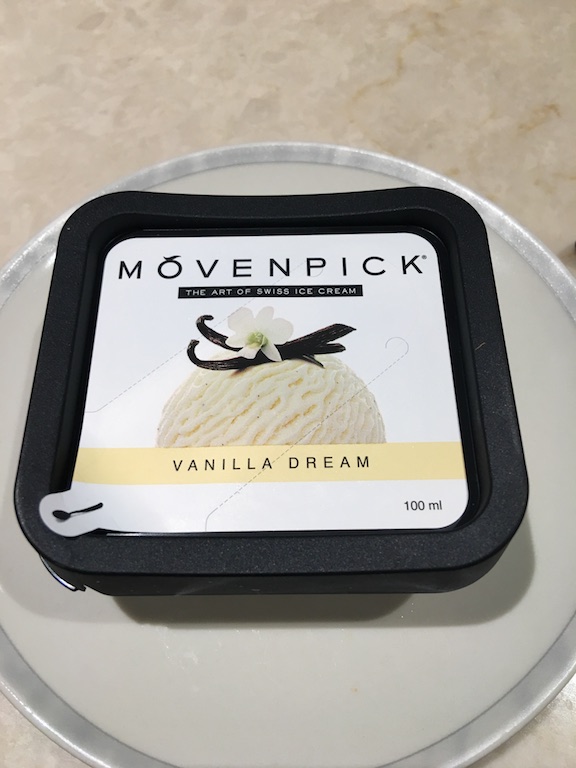 MÖVENPICK®
THE ART OF SWISS ICE CREAM
VANILLA DREAM
100 ml